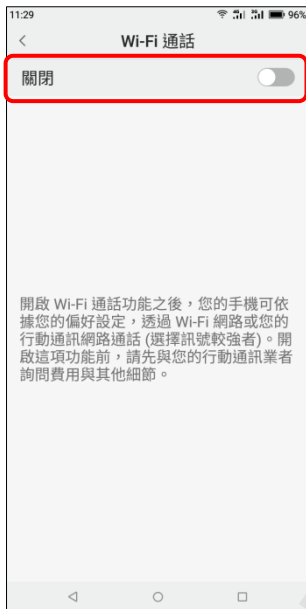 11:29
96%
Wi-Fi 通話
關閉
開啟 Wi-Fi 通話功能之後，您的手機可依
據您的偏好設定，透過 Wi-Fi 網路或您的
行動通訊網路通話 (選擇訊號較強者)。開
啟這項功能前，請先與您的行動通訊業者
詢問費用與其他細節。